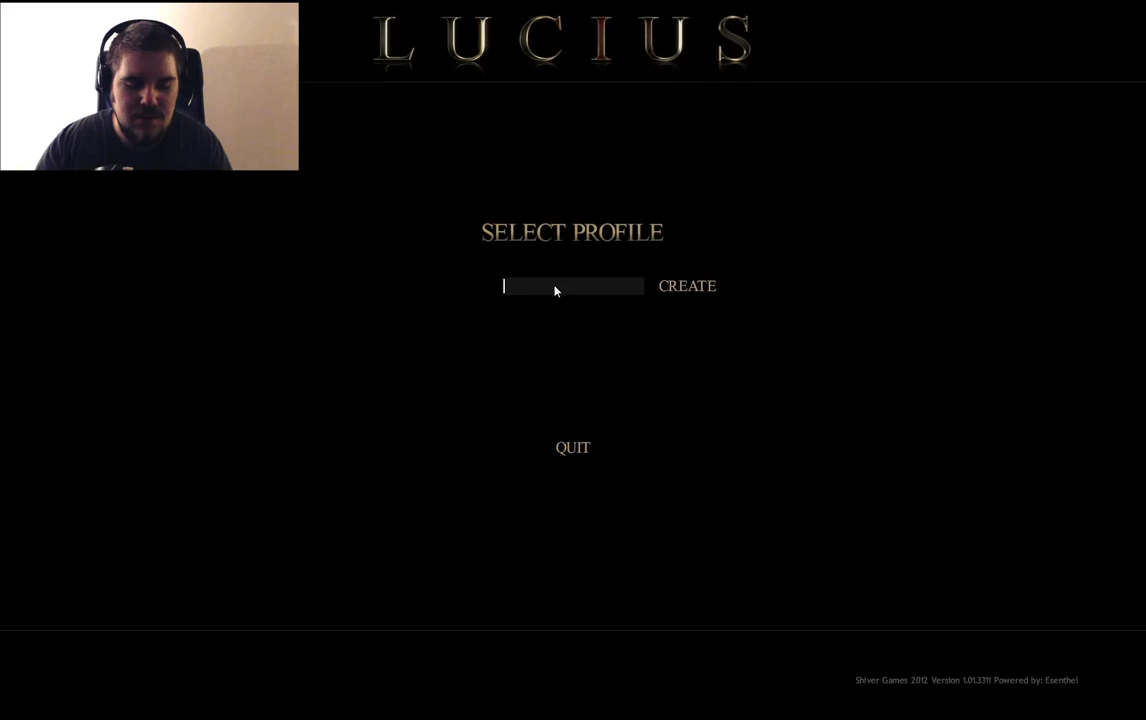 LUCIUS
SELECT PROFILE
CREATE
QUIT
Shiver Games 2012 Version 1.01.3311 Powered by: Esenthel